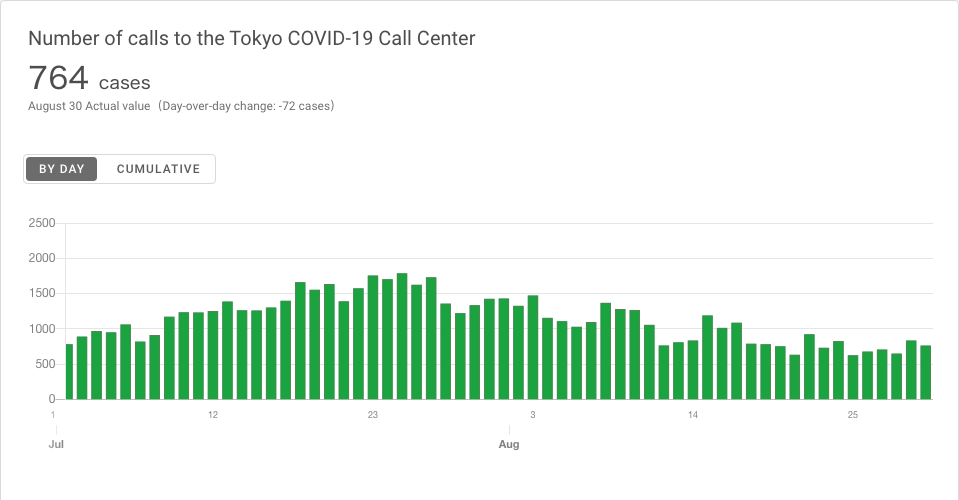 Number of calls to the Tokyo COVID-19 Call Center
764 cases
August 30 Actual value（Day-over-day change: -72 cases）
BY DAY CUMULATIVE
2500
2000
1500
1000
500
0
1 12 23 3 14 25
Jul Aug